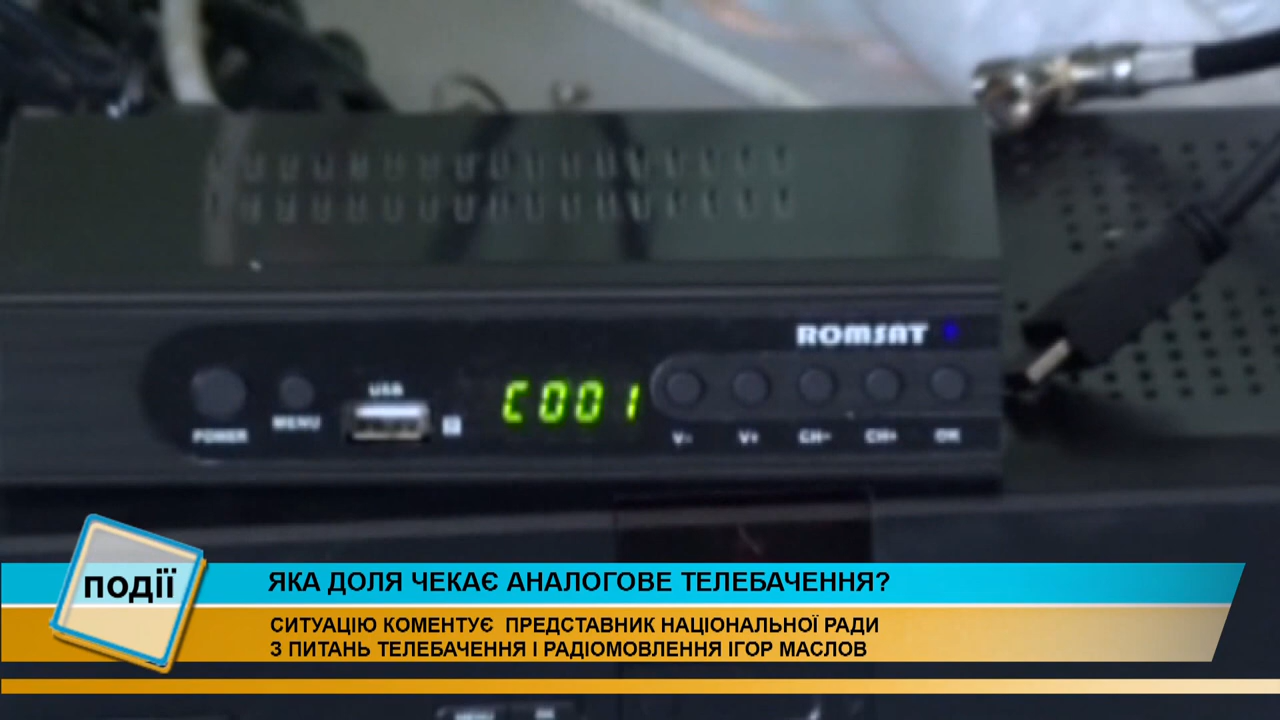 ROMSAT
USB
C001
POWER
MENU
V-
V+
CH-
CH+
OK
події
ЯКА ДОЛЯ ЧЕКАЄ АНАЛОГОВЕ ТЕЛЕБАЧЕННЯ?
СИТУАЦІЮ КОМЕНТУЄ ПРЕДСТАВНИК НАЦІОНАЛЬНОЇ РАДИ
З ПИТАНЬ ТЕЛЕБАЧЕННЯ І РАДІОМОВЛЕННЯ ІГОР МАСЛОВ
MENU